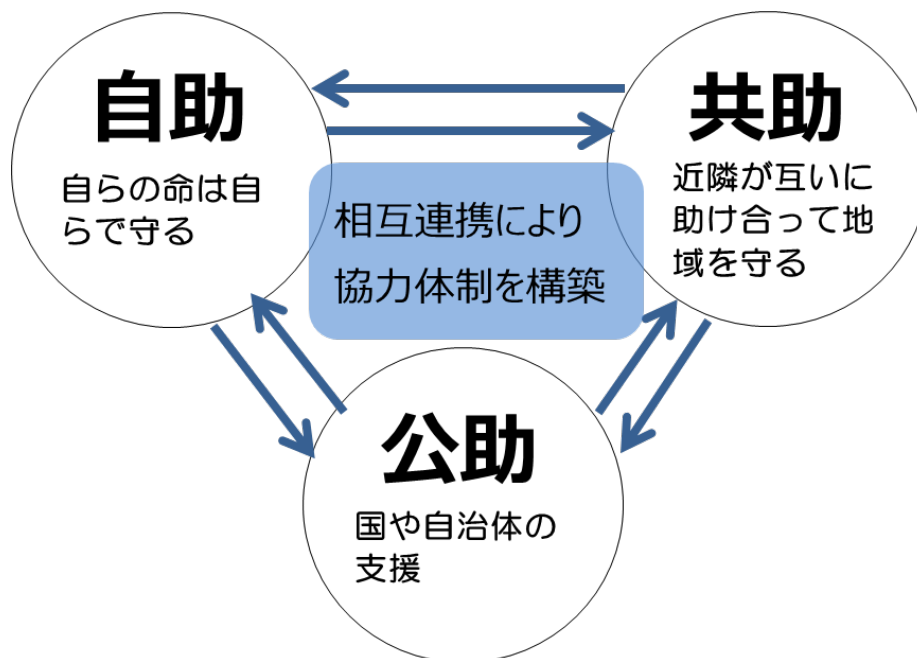 自助
自らの命は自
らで守る
共助
近隣が互いに
助け合って地
域を守る
相互連携により
協力体制を構築
公助
国や自治体の
支援